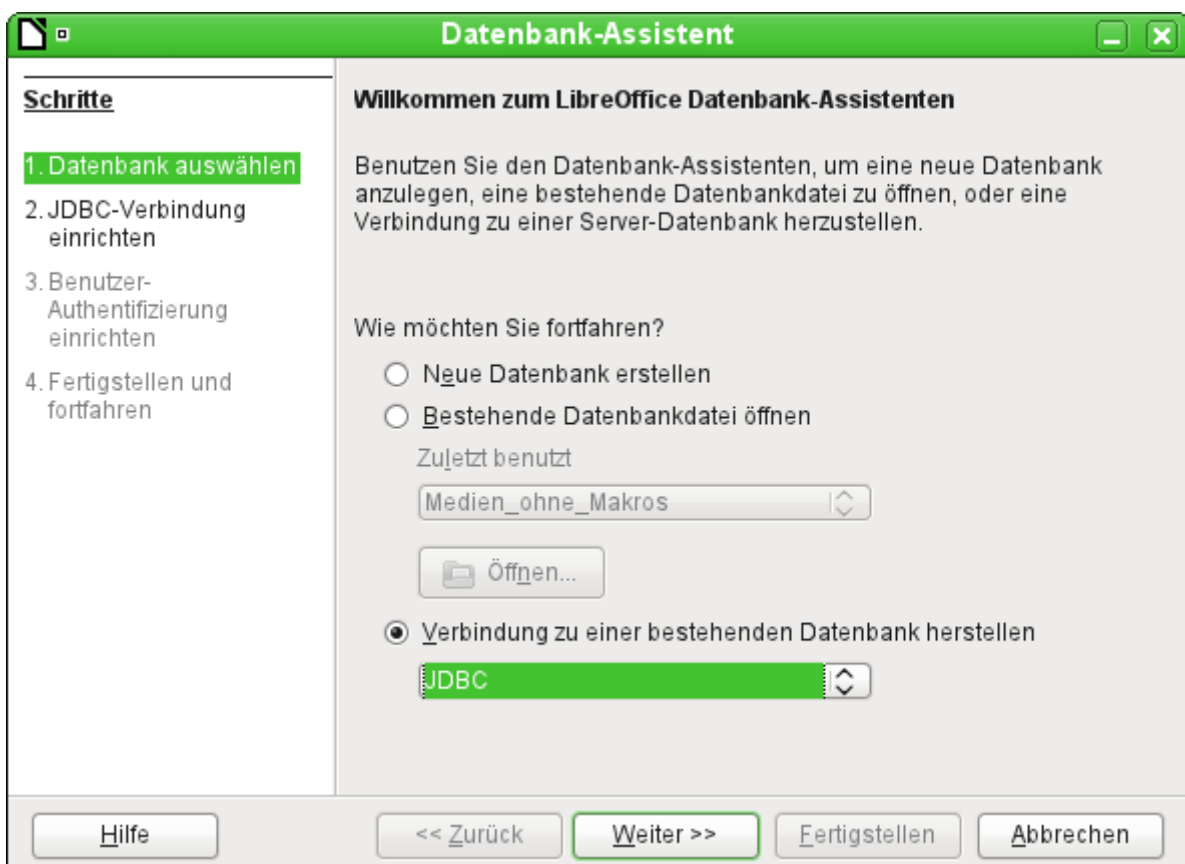 Datenbank-Assistent
Schritte
1. Datenbank auswählen
2. JDBC-Verbindung
einrichten
3. Benutzer-
Authentifizierung
einrichten
4. Fertigstellen und
fortfahren
Willkommen zum LibreOffice Datenbank-Assistenten
Benutzen Sie den Datenbank-Assistenten, um eine neue Datenbank
anzulegen, eine bestehende Datenbankdatei zu öffnen, oder eine
Verbindung zu einer Server-Datenbank herzustellen.
Wie möchten Sie fortfahren?
Neue Datenbank erstellen
Bestehende Datenbankdatei öffnen
Zuletzt benutzt
Medien_ohne_Makros
Öffnen...
Verbindung zu einer bestehenden Datenbank herstellen
JDBC
Hilfe
<< Zurück
Weiter >>
Fertigstellen
Abbrechen